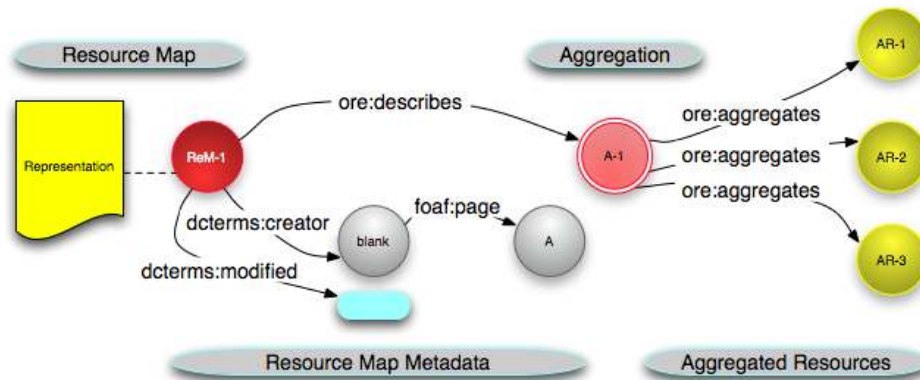 Resource Map
Aggregation
AR-1
ore:describes
ore:aggregates
Representation
ReM-1
A-1
ore:aggregates
AR-2
ore:aggregates
dcterms:creator
foaf:page
blank
A
AR-3
dcterms:modified
Resource Map Metadata
Aggregated Resources